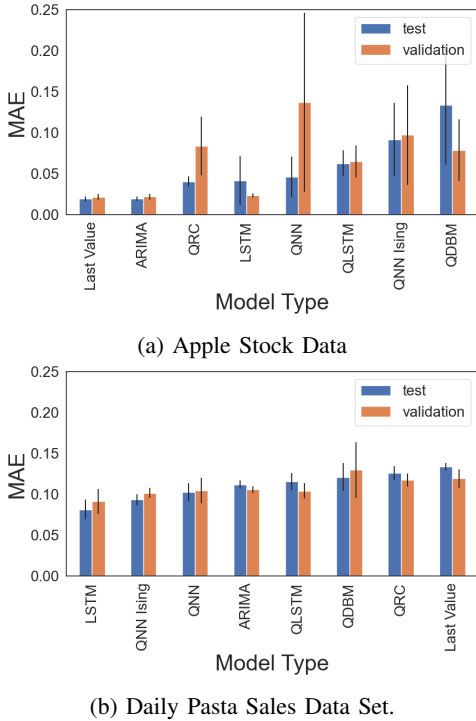 0.25
0.20
0.15
0.10
0.05
0.00
MAE
test
validation
Last Value
ARIMA
QRC
LSTM
QNN
QLSTM
QNN Ising
QDBM
Model Type
(a) Apple Stock Data
0.25
0.20
0.15
0.10
0.05
0.00
MAE
test
validation
LSTM
QNN Ising
QNN
ARIMA
QLSTM
QDBM
QRC
Last Value
Model Type
(b) Daily Pasta Sales Data Set.